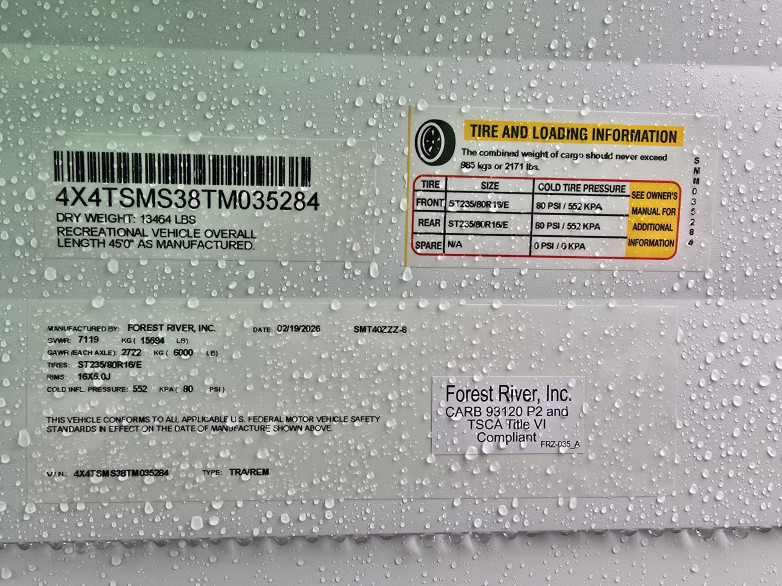 4X4TSMS38TM035284
DRY WEIGHT: 13464 LBS
RECREATIONAL VEHICLE OVERALL
LENGTH 45'0" AS MANUFACTURED.
TIRE AND LOADING INFORMATION
The combined weight of cargo should never exceed
985 kgs or 2171 lbs.
TIRE SIZE COLD TIRE PRESSURE
FRONT ST235/80R16/E 80 PSI / 552 KPA
REAR ST235/80R16/E 80 PSI / 552 KPA
SPARE N/A 0 PSI / 0 KPA
SEE OWNER'S
MANUAL FOR
ADDITIONAL
INFORMATION
SMM035284
MANUFACTURED BY: FOREST RIVER, INC. DATE: 02/19/2026 SMT40ZZZ-8
GVWR: 7119 KG ( 15694 LB)
GAWR (EACH AXLE): 2722 KG ( 6000 LB)
TIRES: ST235/80R16/E
RIMS: 16X6.0J
COLD INFL. PRESSURE: 552 KPA ( 80 PSI)
THIS VEHICLE CONFORMS TO ALL APPLICABLE U.S. FEDERAL MOTOR VEHICLE SAFETY
STANDARDS IN EFFECT ON THE DATE OF MANUFACTURE SHOWN ABOVE.
V.I.N.: 4X4TSMS38TM035284 TYPE: TRA/REM
Forest River, Inc.
CARB 93120 P2 and
TSCA Title VI
Compliant
FRZ-035_A